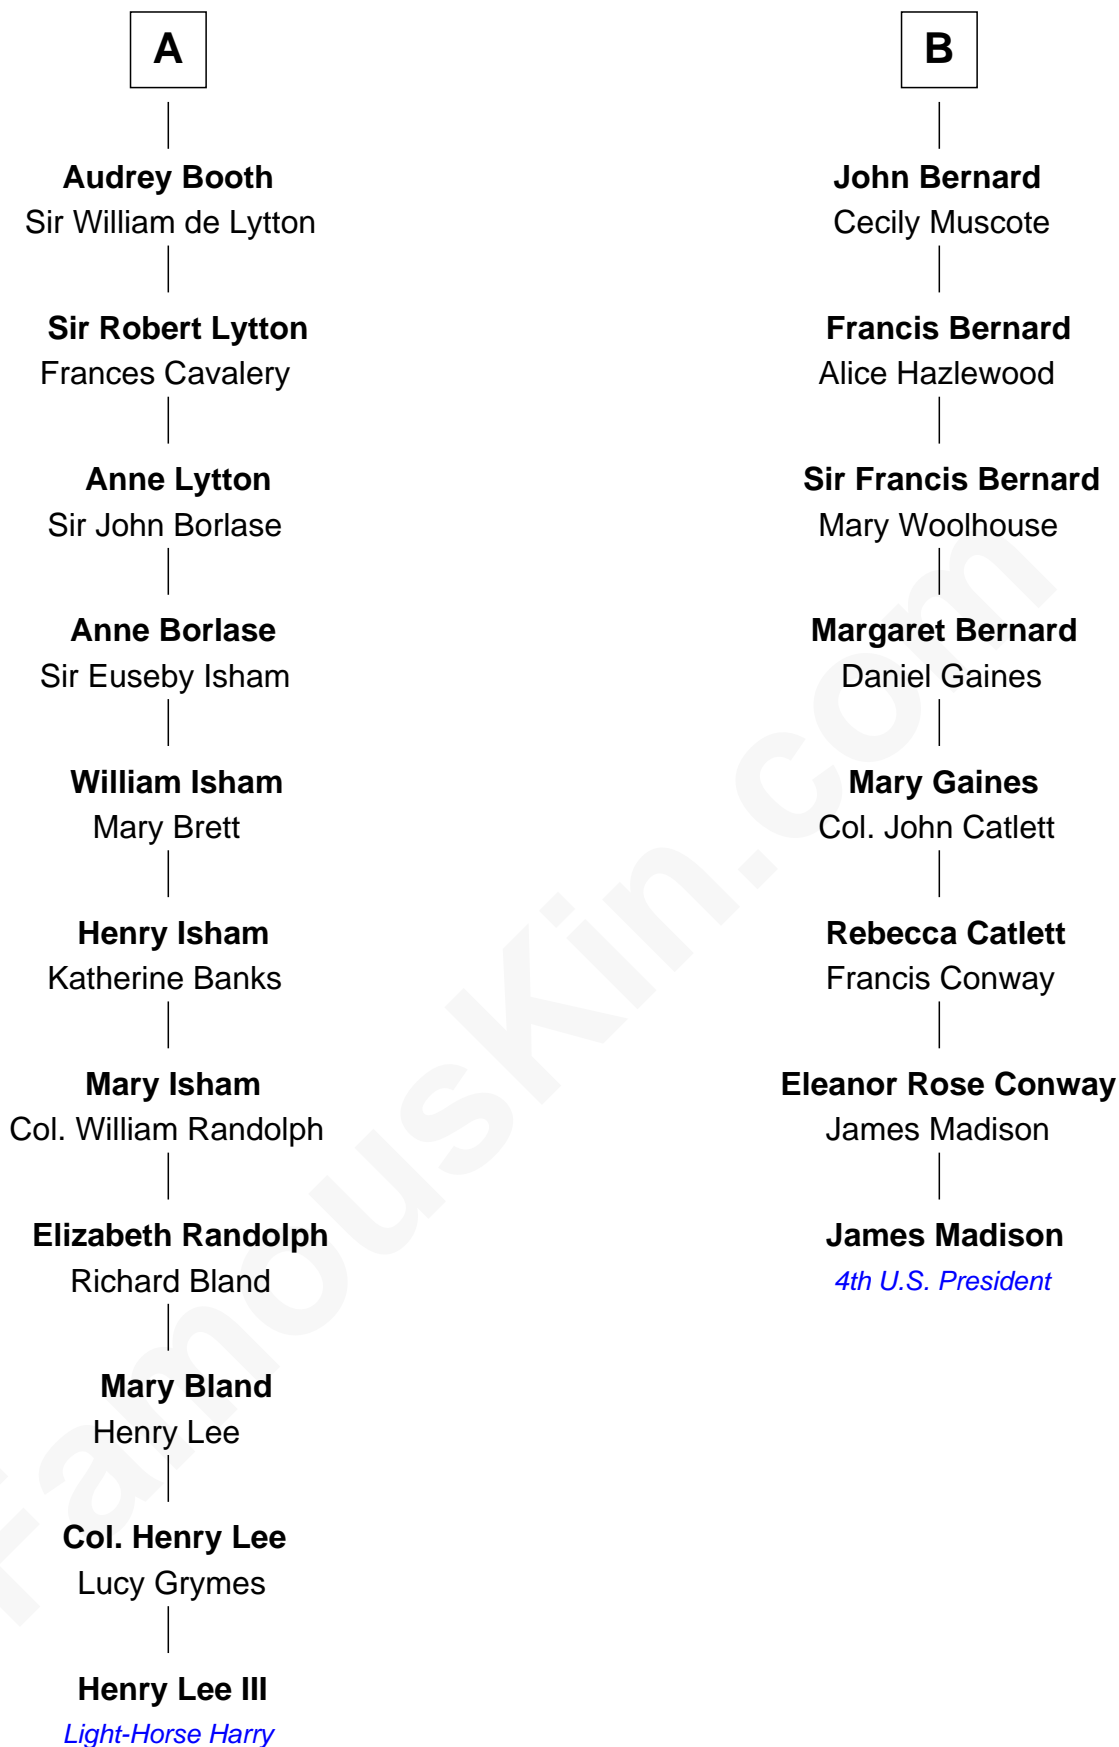 A
Audrey Booth
Sir William de Lytton
Sir Robert Lytton
Frances Cavalery
Anne Lytton
Sir John Borlase
Anne Borlase
Sir Euseby Isham
William Isham
Mary Brett
Henry Isham
Katherine Banks
Mary Isham
Col. William Randolph
Elizabeth Randolph
Richard Bland
Mary Bland
Henry Lee
Col. Henry Lee
Lucy Grymes
Henry Lee III
Light-Horse Harry
B
John Bernard
Cecily Muscote
Francis Bernard
Alice Hazlewood
Sir Francis Bernard
Mary Woolhouse
Margaret Bernard
Daniel Gaines
Mary Gaines
Col. John Catlett
Rebecca Catlett
Francis Conway
Eleanor Rose Conway
James Madison
James Madison
4th U.S. President
FamousKin.com